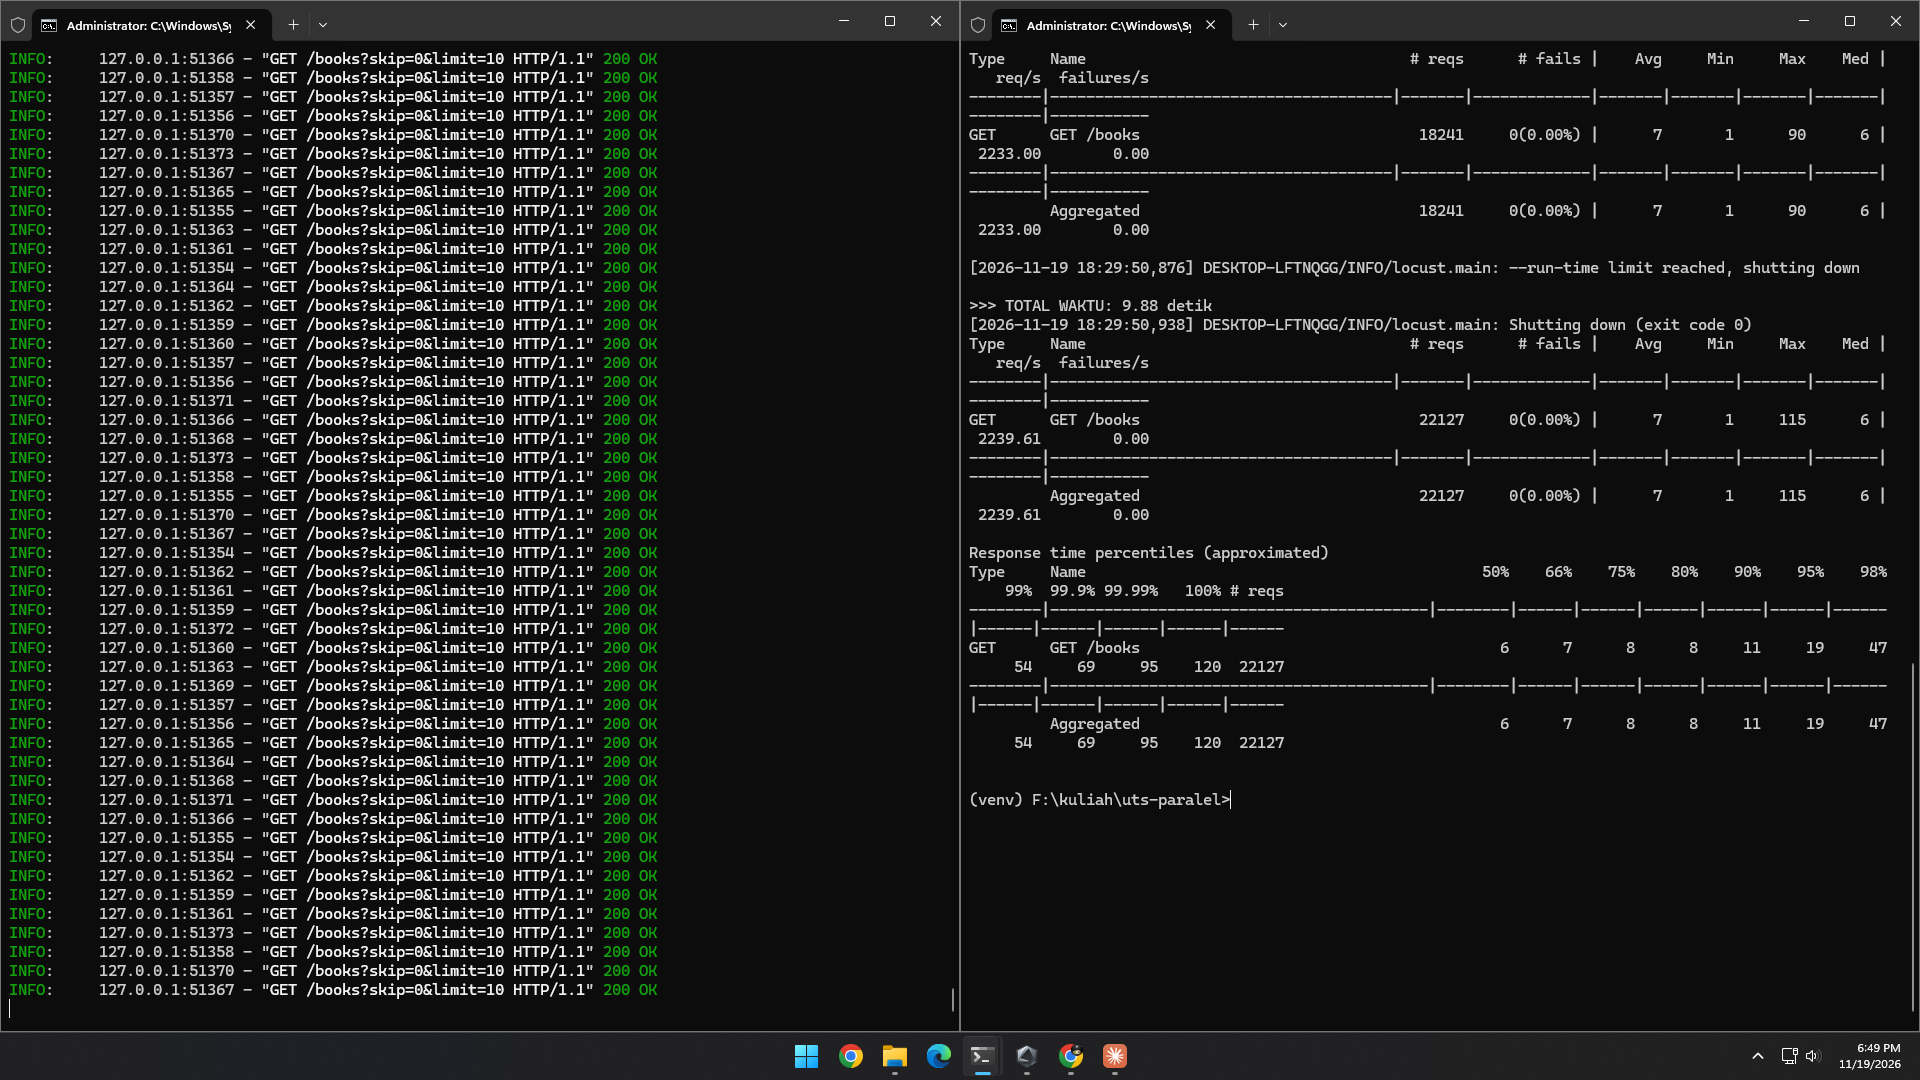 Administrator: C:\Windows\Sy
INFO:     127.0.0.1:51366 - "GET /books?skip=0&limit=10 HTTP/1.1" 200 OK
INFO:     127.0.0.1:51358 - "GET /books?skip=0&limit=10 HTTP/1.1" 200 OK
INFO:     127.0.0.1:51357 - "GET /books?skip=0&limit=10 HTTP/1.1" 200 OK
INFO:     127.0.0.1:51356 - "GET /books?skip=0&limit=10 HTTP/1.1" 200 OK
INFO:     127.0.0.1:51370 - "GET /books?skip=0&limit=10 HTTP/1.1" 200 OK
INFO:     127.0.0.1:51373 - "GET /books?skip=0&limit=10 HTTP/1.1" 200 OK
INFO:     127.0.0.1:51367 - "GET /books?skip=0&limit=10 HTTP/1.1" 200 OK
INFO:     127.0.0.1:51365 - "GET /books?skip=0&limit=10 HTTP/1.1" 200 OK
INFO:     127.0.0.1:51355 - "GET /books?skip=0&limit=10 HTTP/1.1" 200 OK
INFO:     127.0.0.1:51363 - "GET /books?skip=0&limit=10 HTTP/1.1" 200 OK
INFO:     127.0.0.1:51361 - "GET /books?skip=0&limit=10 HTTP/1.1" 200 OK
INFO:     127.0.0.1:51354 - "GET /books?skip=0&limit=10 HTTP/1.1" 200 OK
INFO:     127.0.0.1:51364 - "GET /books?skip=0&limit=10 HTTP/1.1" 200 OK
INFO:     127.0.0.1:51362 - "GET /books?skip=0&limit=10 HTTP/1.1" 200 OK
INFO:     127.0.0.1:51359 - "GET /books?skip=0&limit=10 HTTP/1.1" 200 OK
INFO:     127.0.0.1:51360 - "GET /books?skip=0&limit=10 HTTP/1.1" 200 OK
INFO:     127.0.0.1:51357 - "GET /books?skip=0&limit=10 HTTP/1.1" 200 OK
INFO:     127.0.0.1:51356 - "GET /books?skip=0&limit=10 HTTP/1.1" 200 OK
INFO:     127.0.0.1:51371 - "GET /books?skip=0&limit=10 HTTP/1.1" 200 OK
INFO:     127.0.0.1:51366 - "GET /books?skip=0&limit=10 HTTP/1.1" 200 OK
INFO:     127.0.0.1:51368 - "GET /books?skip=0&limit=10 HTTP/1.1" 200 OK
INFO:     127.0.0.1:51373 - "GET /books?skip=0&limit=10 HTTP/1.1" 200 OK
INFO:     127.0.0.1:51358 - "GET /books?skip=0&limit=10 HTTP/1.1" 200 OK
INFO:     127.0.0.1:51355 - "GET /books?skip=0&limit=10 HTTP/1.1" 200 OK
INFO:     127.0.0.1:51370 - "GET /books?skip=0&limit=10 HTTP/1.1" 200 OK
INFO:     127.0.0.1:51367 - "GET /books?skip=0&limit=10 HTTP/1.1" 200 OK
INFO:     127.0.0.1:51354 - "GET /books?skip=0&limit=10 HTTP/1.1" 200 OK
INFO:     127.0.0.1:51362 - "GET /books?skip=0&limit=10 HTTP/1.1" 200 OK
INFO:     127.0.0.1:51361 - "GET /books?skip=0&limit=10 HTTP/1.1" 200 OK
INFO:     127.0.0.1:51359 - "GET /books?skip=0&limit=10 HTTP/1.1" 200 OK
INFO:     127.0.0.1:51372 - "GET /books?skip=0&limit=10 HTTP/1.1" 200 OK
INFO:     127.0.0.1:51360 - "GET /books?skip=0&limit=10 HTTP/1.1" 200 OK
INFO:     127.0.0.1:51363 - "GET /books?skip=0&limit=10 HTTP/1.1" 200 OK
INFO:     127.0.0.1:51369 - "GET /books?skip=0&limit=10 HTTP/1.1" 200 OK
INFO:     127.0.0.1:51357 - "GET /books?skip=0&limit=10 HTTP/1.1" 200 OK
INFO:     127.0.0.1:51356 - "GET /books?skip=0&limit=10 HTTP/1.1" 200 OK
INFO:     127.0.0.1:51365 - "GET /books?skip=0&limit=10 HTTP/1.1" 200 OK
INFO:     127.0.0.1:51364 - "GET /books?skip=0&limit=10 HTTP/1.1" 200 OK
INFO:     127.0.0.1:51368 - "GET /books?skip=0&limit=10 HTTP/1.1" 200 OK
INFO:     127.0.0.1:51371 - "GET /books?skip=0&limit=10 HTTP/1.1" 200 OK
INFO:     127.0.0.1:51366 - "GET /books?skip=0&limit=10 HTTP/1.1" 200 OK
INFO:     127.0.0.1:51355 - "GET /books?skip=0&limit=10 HTTP/1.1" 200 OK
INFO:     127.0.0.1:51354 - "GET /books?skip=0&limit=10 HTTP/1.1" 200 OK
INFO:     127.0.0.1:51362 - "GET /books?skip=0&limit=10 HTTP/1.1" 200 OK
INFO:     127.0.0.1:51359 - "GET /books?skip=0&limit=10 HTTP/1.1" 200 OK
INFO:     127.0.0.1:51361 - "GET /books?skip=0&limit=10 HTTP/1.1" 200 OK
INFO:     127.0.0.1:51373 - "GET /books?skip=0&limit=10 HTTP/1.1" 200 OK
INFO:     127.0.0.1:51358 - "GET /books?skip=0&limit=10 HTTP/1.1" 200 OK
INFO:     127.0.0.1:51370 - "GET /books?skip=0&limit=10 HTTP/1.1" 200 OK
INFO:     127.0.0.1:51367 - "GET /books?skip=0&limit=10 HTTP/1.1" 200 OK
Administrator: C:\Windows\Sy
Type     Name                                    # reqs      # fails |    Avg     Min     Max    Med |
   req/s  failures/s
--------|--------------------------------------|-------|-------------|-------|-------|-------|-------|
--------|-----------
GET      GET /books                               18241     0(0.00%) |      7       1      90      6 |
 2233.00        0.00
--------|--------------------------------------|-------|-------------|-------|-------|-------|-------|
--------|-----------
         Aggregated                               18241     0(0.00%) |      7       1      90      6 |
 2233.00        0.00
[2026-11-19 18:29:50,876] DESKTOP-LFTNQGG/INFO/locust.main: --run-time limit reached, shutting down
>>> TOTAL WAKTU: 9.88 detik
[2026-11-19 18:29:50,938] DESKTOP-LFTNQGG/INFO/locust.main: Shutting down (exit code 0)
Type     Name                                    # reqs      # fails |    Avg     Min     Max    Med |
   req/s  failures/s
--------|--------------------------------------|-------|-------------|-------|-------|-------|-------|
--------|-----------
GET      GET /books                               22127     0(0.00%) |      7       1     115      6 |
 2239.61        0.00
--------|--------------------------------------|-------|-------------|-------|-------|-------|-------|
--------|-----------
         Aggregated                               22127     0(0.00%) |      7       1     115      6 |
 2239.61        0.00
Response time percentiles (approximated)
Type     Name                                            50%    66%    75%    80%    90%    95%    98%
    99%  99.9% 99.99%   100% # reqs
--------|------------------------------------------|--------|------|------|------|------|------|------
|------|------|------|------|------
GET      GET /books                                        6      7      8      8     11     19     47
     54     69     95    120  22127
--------|------------------------------------------|--------|------|------|------|------|------|------
|------|------|------|------|------
         Aggregated                                        6      7      8      8     11     19     47
     54     69     95    120  22127
(venv) F:\kuliah\uts-paralel>
6:49 PM
11/19/2026